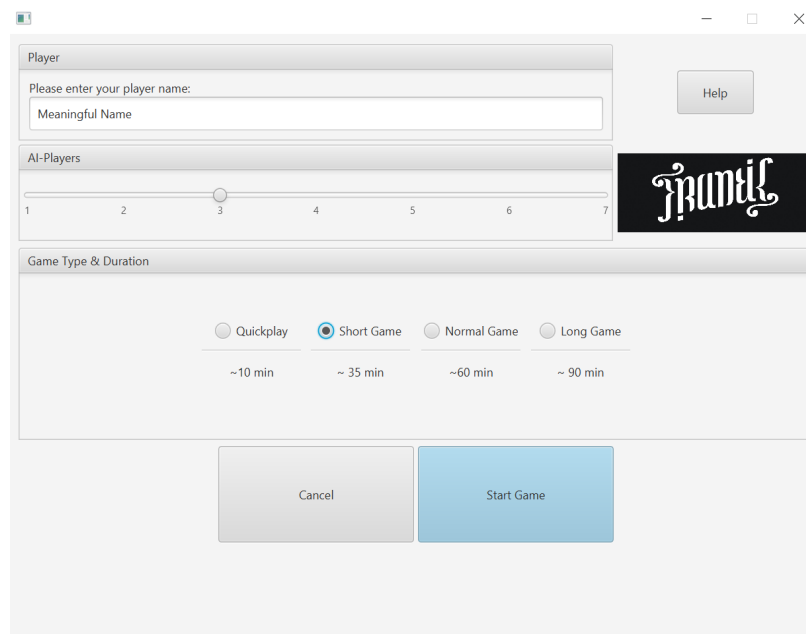 Player
Please enter your player name:
Meaningful Name
Help
AI-Players
1 2 3 4 5 6 7
Game Type & Duration
Quickplay Short Game Normal Game Long Game
~10 min ~ 35 min ~60 min ~ 90 min
Cancel Start Game